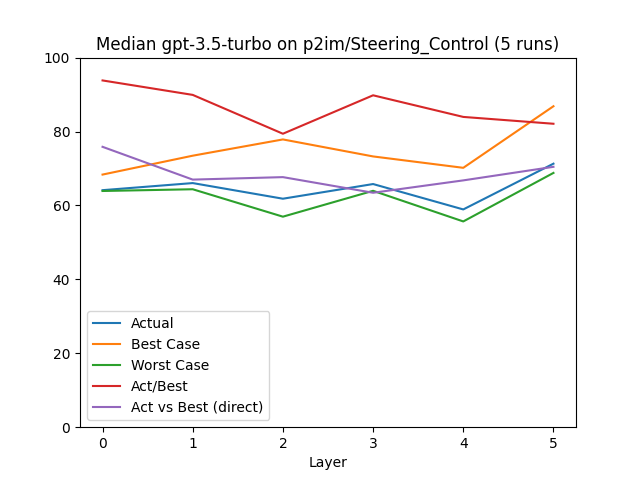 Median gpt-3.5-turbo on p2im/Steering_Control (5 runs)
100
80
60
40
20
0
Actual
Best Case
Worst Case
Act/Best
Act vs Best (direct)
0 1 2 3 4 5
Layer